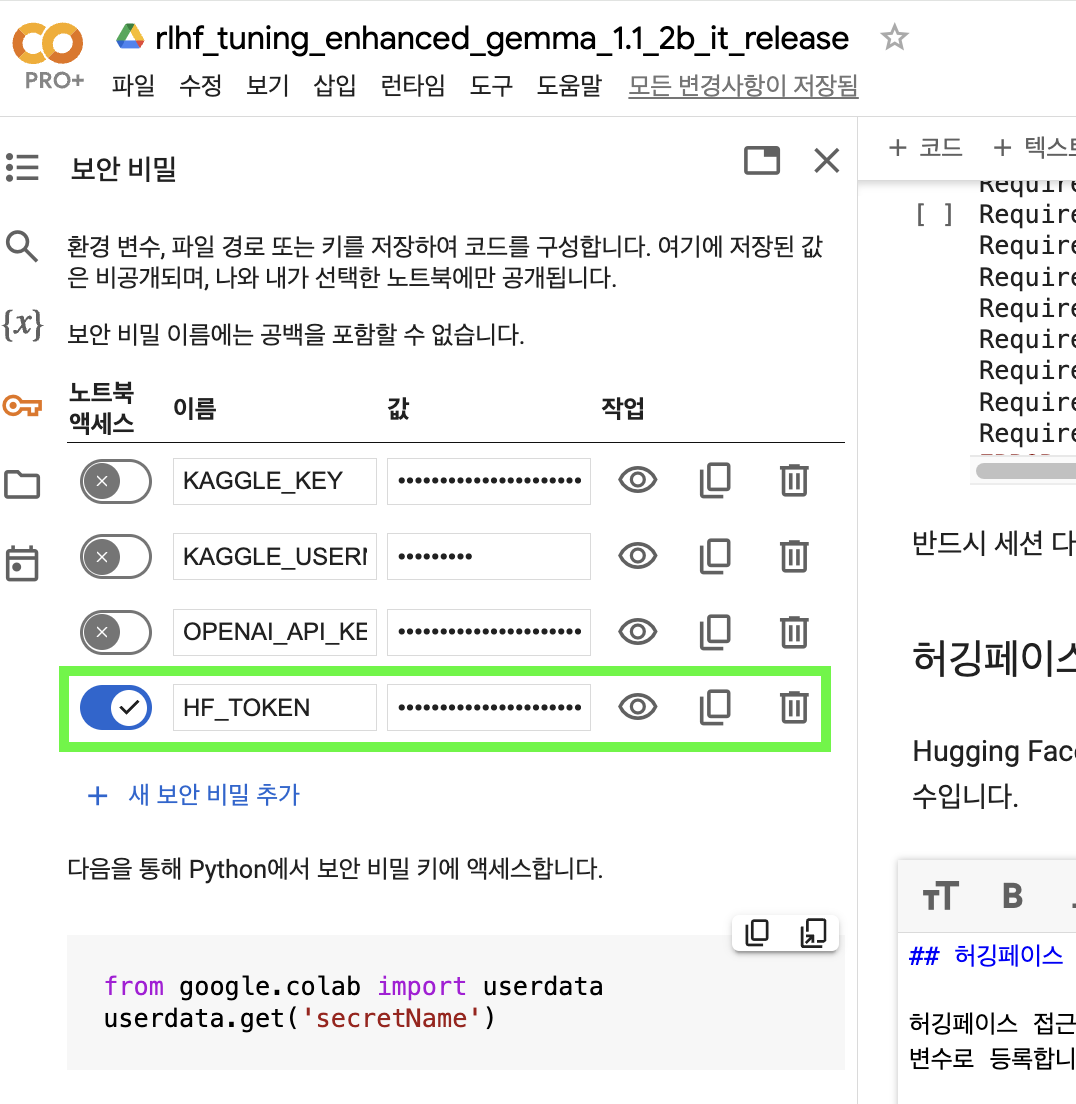 rlhf_tuning_enhanced_gemma_1.1_2b_it_release
PRO+
파일 수정 보기 삽입 런타임 도구 도움말 모든 변경사항이 저장됨
보안 비밀
환경 변수, 파일 경로 또는 키를 저장하여 코드를 구성합니다. 여기에 저장된 값
은 비공개되며, 나와 내가 선택한 노트북에만 공개됩니다.
보안 비밀 이름에는 공백을 포함할 수 없습니다.
노트북
액세스
이름 값 작업
KAGGLE_KEY ••••••••••••••••••••••
KAGGLE_USERN •••••••••
OPENAI_API_KE ••••••••••••••••••••••
HF_TOKEN ••••••••••••••••••••••
+ 새 보안 비밀 추가
다음을 통해 Python에서 보안 비밀 키에 액세스합니다.
from google.colab import userdata
userdata.get('secretName')
+ 코드 + 텍스트
Require
[ ] Require
Require
Require
Require
Require
Require
Require
Require
반드시 세션 다
허깅페이스
Hugging Fac
수입니다.
TT B
## 허깅페이스
허깅페이스 접근
변수로 등록합니